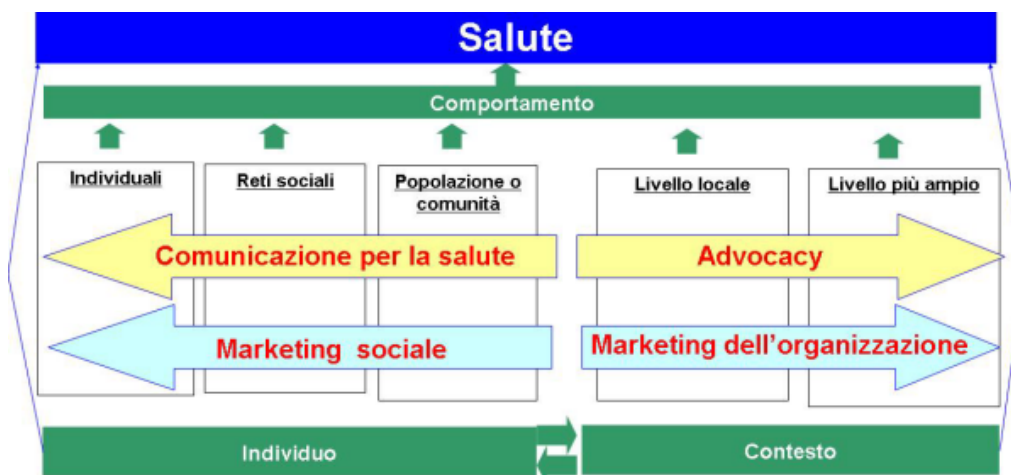 Salute
Comportamento
Individuali
Reti sociali
Popolazione o
comunità
Livello locale
Livello più ampio
Comunicazione per la salute
Advocacy
Marketing sociale
Marketing dell'organizzazione
Individuo
Contesto